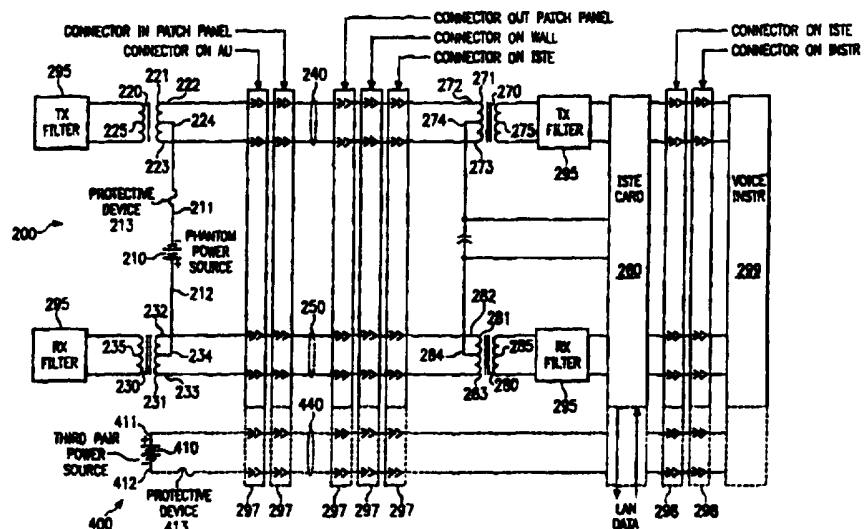 CONNECTOR OUT PATCH PANEL
CONNECTOR IN PATCH PANEL
CONNECTOR ON WALL
CONNECTOR ON ISTE
CONNECTOR ON AU
CONNECTOR ON ISTE
CONNECTOR ON INSTR
295
220
221
222
240
272
271
270
TX
FILTER
225
224
274
275
TX
FILTER
223
273
295
ISTE
CARD
VOICE
INSTR
PROTECTIVE
DEVICE
213
211
200
PHANTOM
POWER
SOURCE
210
212
295
232
250
282
281
RX
FILTER
235
234
284
285
RX
FILTER
230
233
283
280
231
295
411
440
THIRD PAIR
POWER
SOURCE
410
412
PROTECTIVE
DEVICE
413
400
297
297
297
297
297
LAN
DATA
298
298